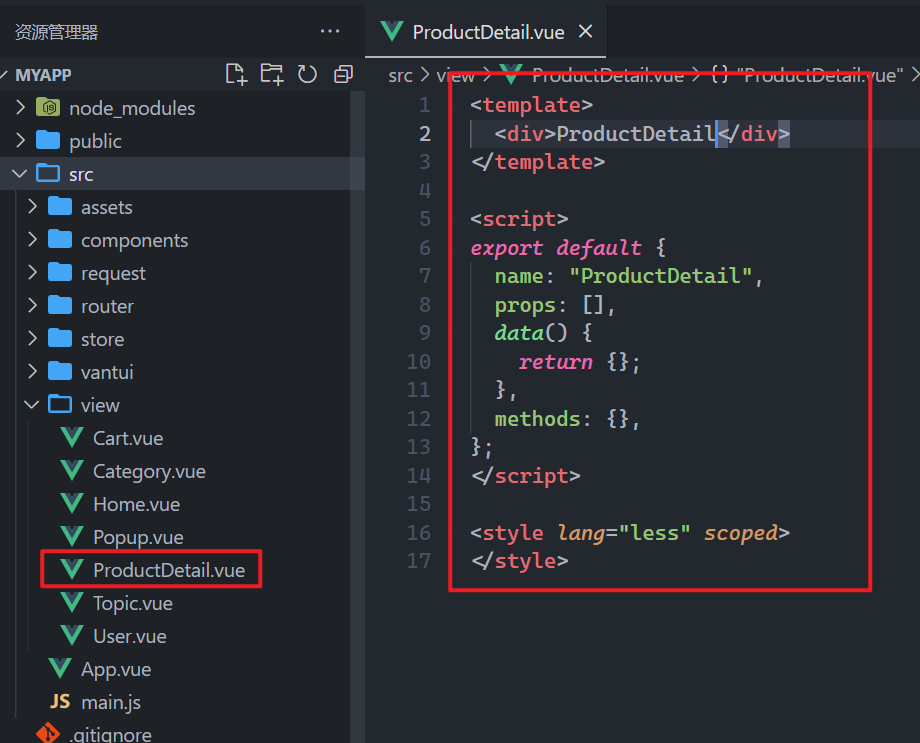 资源管理器
MYAPP
node_modules
public
src
assets
components
request
router
store
vantui
view
Cart.vue
Category.vue
Home.vue
Popup.vue
ProductDetail.vue
Topic.vue
User.vue
App.vue
JS main.js
.gitignore
ProductDetail.vue
src > view > ProductDetail.vue > {} "ProductDetail.vue" >
1 <template>
2 <div>ProductDetail</div>
3 </template>
4
5 <script>
6 export default {
7 name: "ProductDetail",
8 props: [],
9 data() {
10 return {};
11 },
12 methods: {},
13 };
14 </script>
15
16 <style lang="less" scoped>
17 </style>